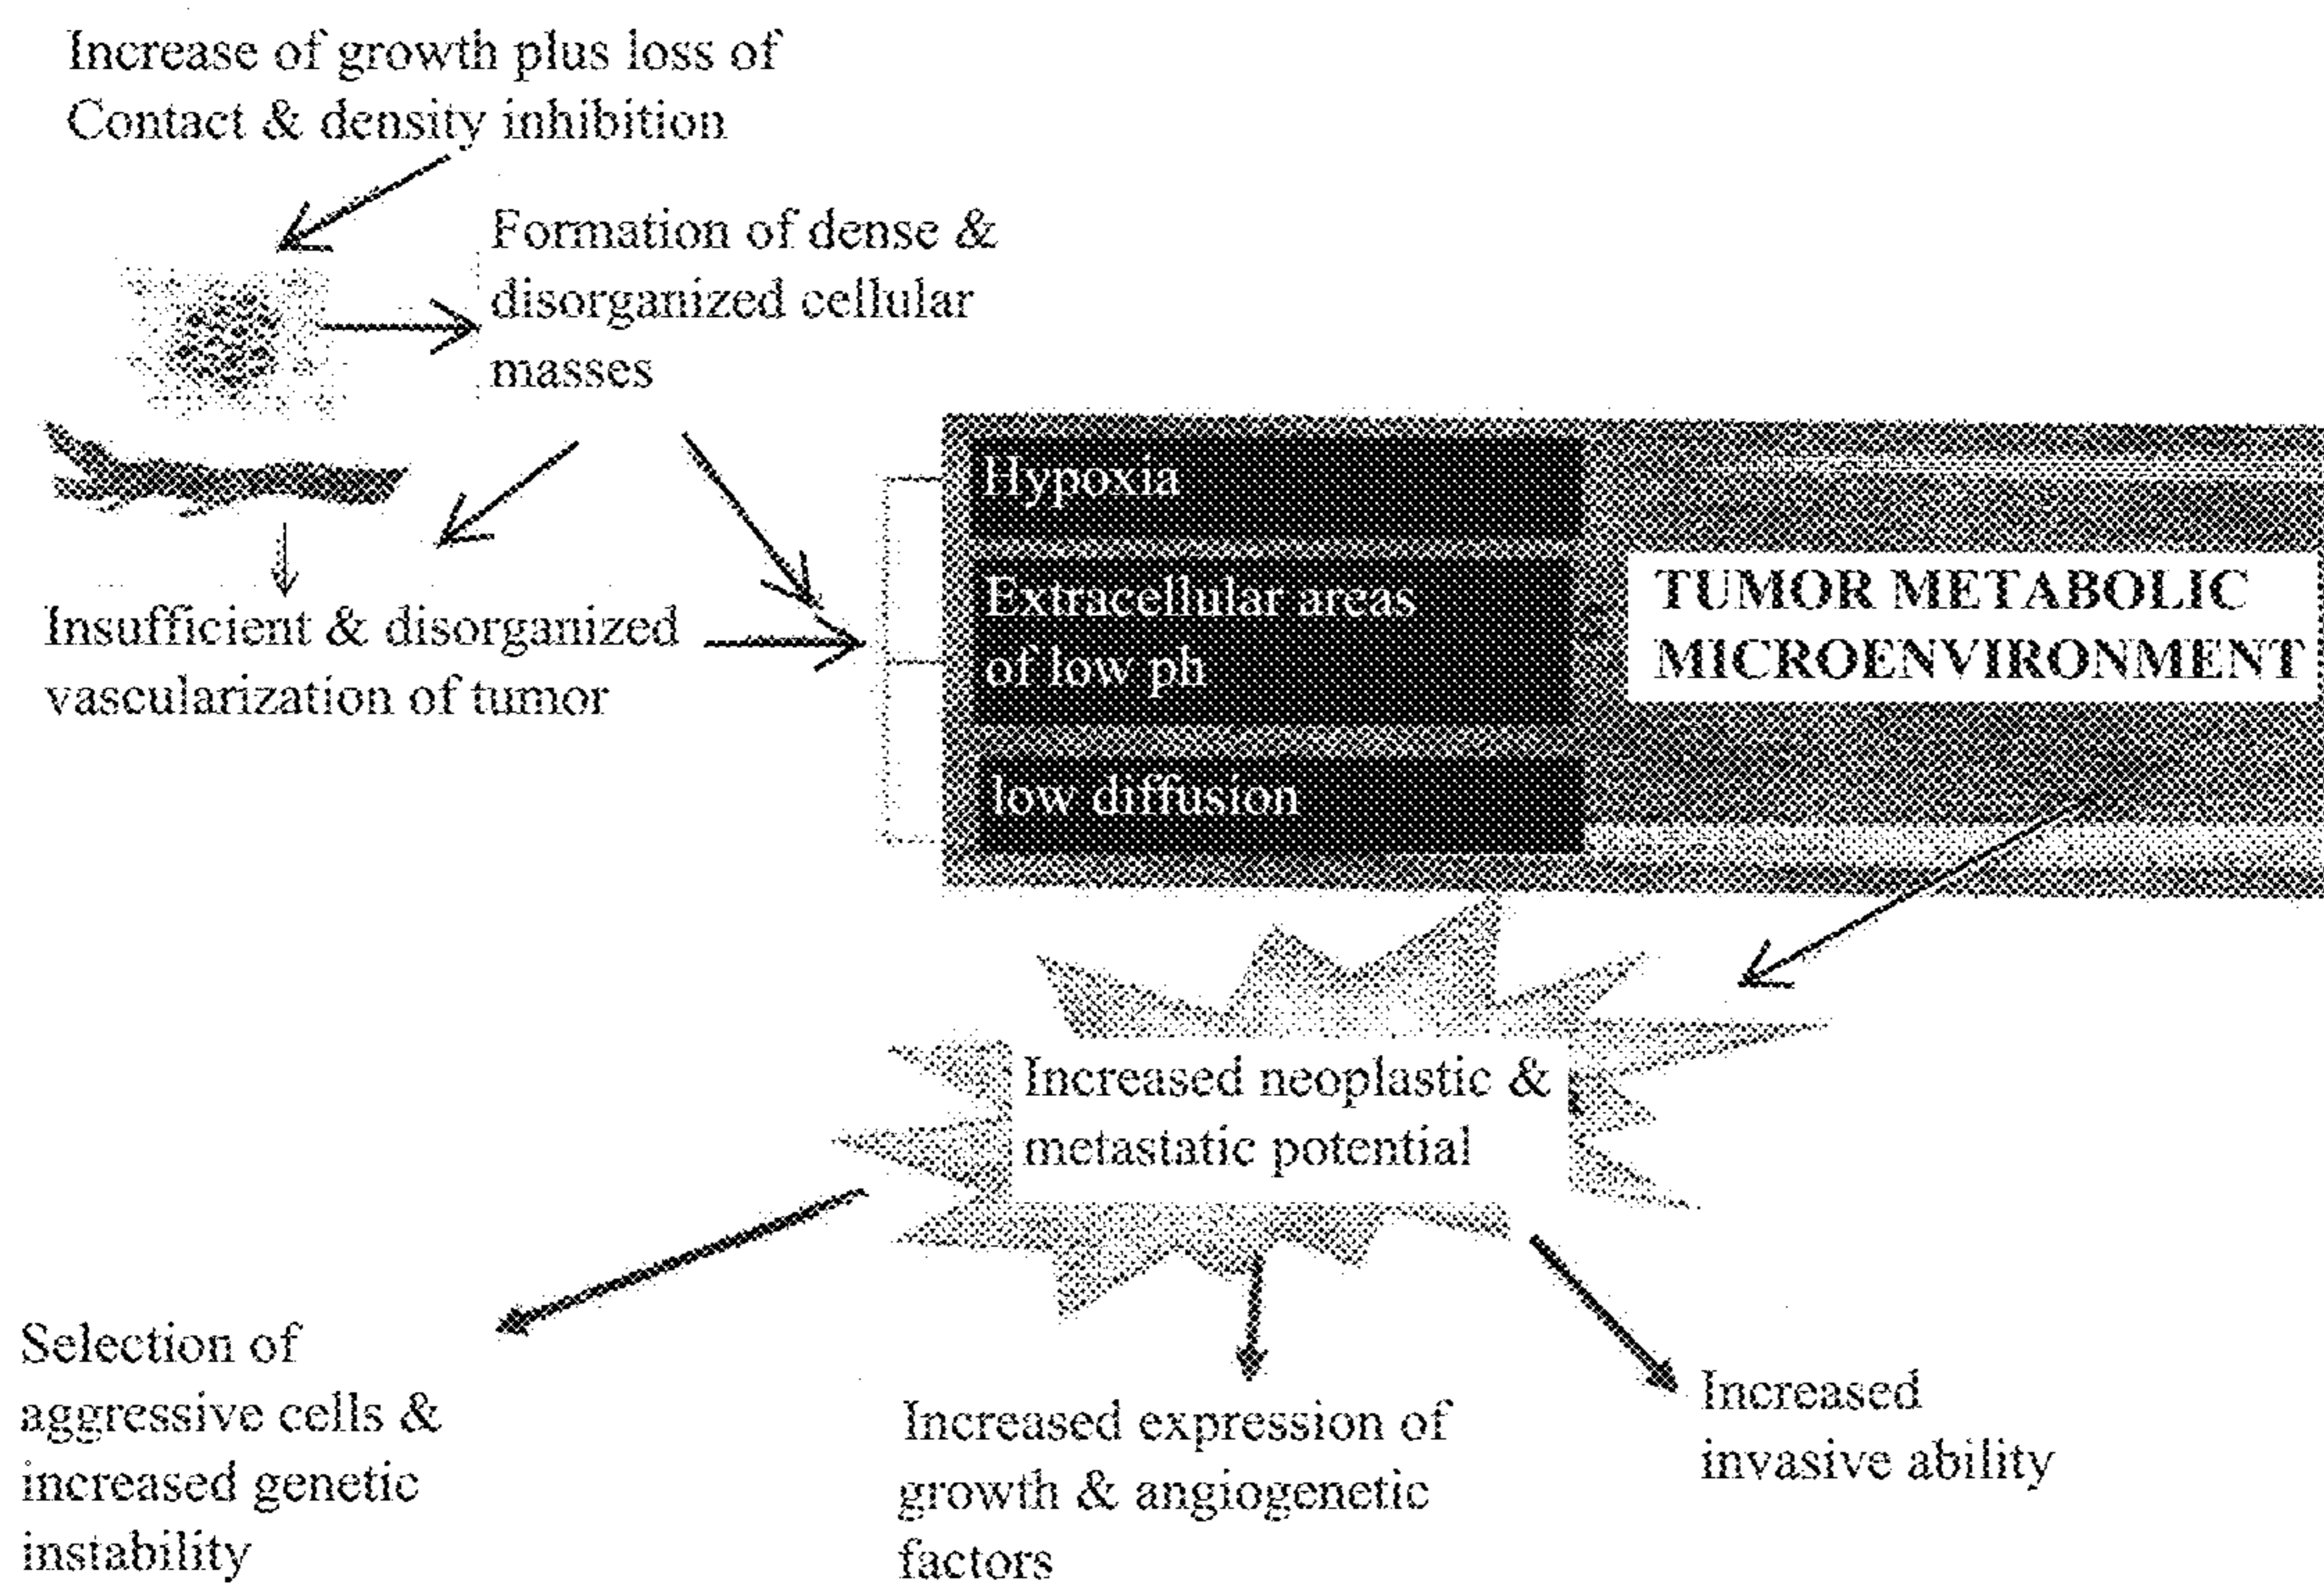 Increase of growth plus loss of
Contact & density inhibition
Formation of dense &
disorganized cellular
masses
Insufficient & disorganized
vascularization of tumor
Hypoxia
Extracellular areas
of low ph
low diffusion
TUMOR METABOLIC
MICROENVIRONMENT
Increased neoplastic &
metastatic potential
Selection of
aggressive cells &
increased genetic
instability
Increased expression of
growth & angiogenetic
factors
Increased
invasive ability